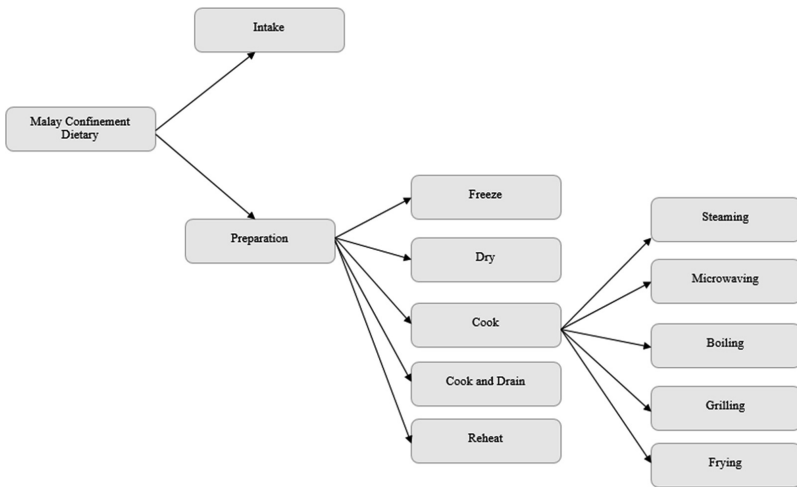 Intake
Malay Confinement
Dietary
Preparation
Freeze
Dry
Cook
Cook and Drain
Reheat
Steaming
Microwaving
Boiling
Grilling
Frying